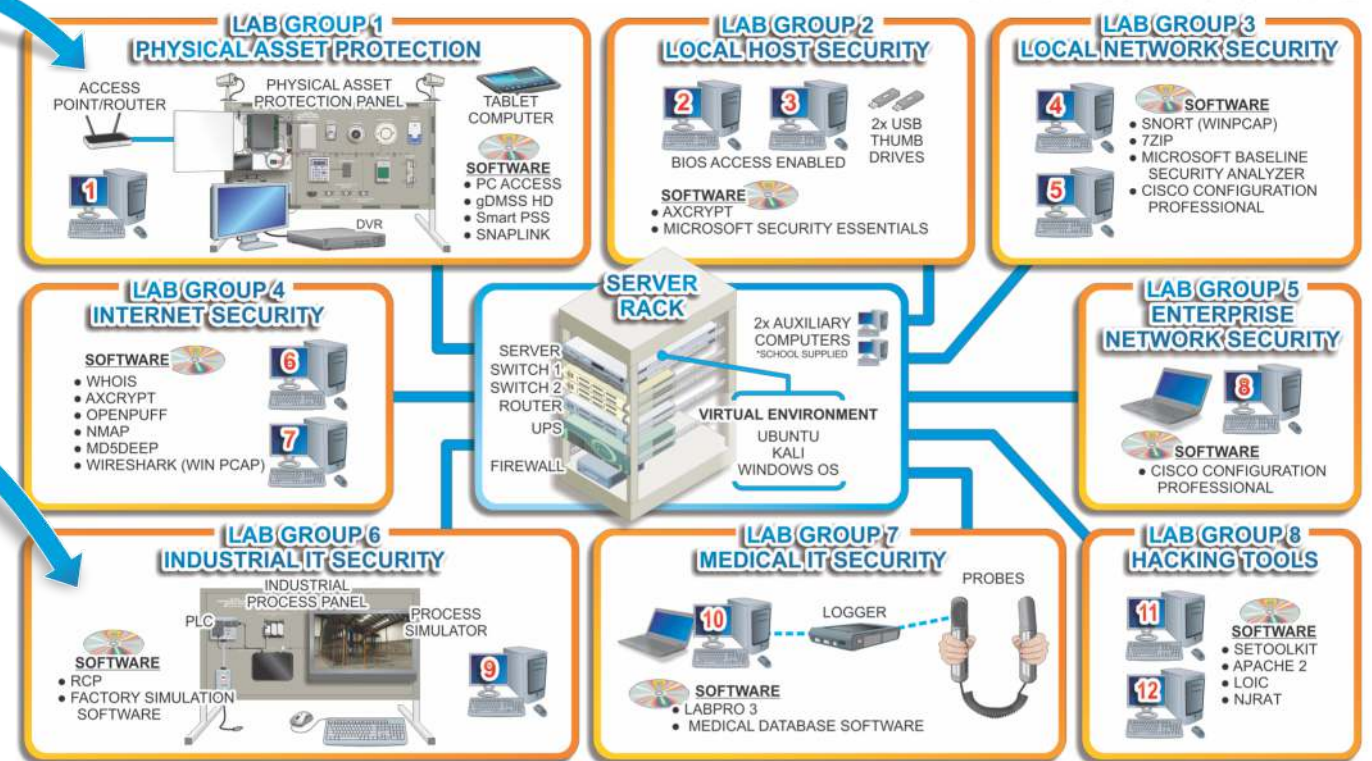 LAB GROUP 1
PHYSICAL ASSET PROTECTION
ACCESS
POINT/ROUTER
PHYSICAL ASSET
PROTECTION PANEL
TABLET
COMPUTER
SOFTWARE
● PC ACCESS
● gDMSS HD
● Smart PSS
● SNAPLINK
1
DVR
LAB GROUP 2
LOCAL HOST SECURITY
2
3
2x USB
THUMB
DRIVES
BIOS ACCESS ENABLED
SOFTWARE
● AXCRYPT
● MICROSOFT SECURITY ESSENTIALS
LAB GROUP 3
LOCAL NETWORK SECURITY
4
5
SOFTWARE
● SNORT (WINPCAP)
● 7ZIP
● MICROSOFT BASELINE
SECURITY ANALYZER
● CISCO CONFIGURATION
PROFESSIONAL
LAB GROUP 4
INTERNET SECURITY
SOFTWARE
● WHOIS
● AXCRYPT
● OPENPUFF
● NMAP
● MD5DEEP
● WIRESHARK (WIN PCAP)
6
7
SERVER
RACK
SERVER
SWITCH 1
SWITCH 2
ROUTER
UPS
FIREWALL
2x AUXILIARY
COMPUTERS
*SCHOOL SUPPLIED
VIRTUAL ENVIRONMENT
UBUNTU
KALI
WINDOWS OS
LAB GROUP 5
ENTERPRISE
NETWORK SECURITY
8
SOFTWARE
● CISCO CONFIGURATION
PROFESSIONAL
LAB GROUP 6
INDUSTRIAL IT SECURITY
INDUSTRIAL
PROCESS PANEL
PLC
PROCESS
SIMULATOR
SOFTWARE
● RCP
● FACTORY SIMULATION
SOFTWARE
9
LAB GROUP 7
MEDICAL IT SECURITY
10
LOGGER
PROBES
SOFTWARE
● LABPRO 3
● MEDICAL DATABASE SOFTWARE
LAB GROUP 8
HACKING TOOLS
11
12
SOFTWARE
● SETOOLKIT
● APACHE 2
● LOIC
● NJRAT